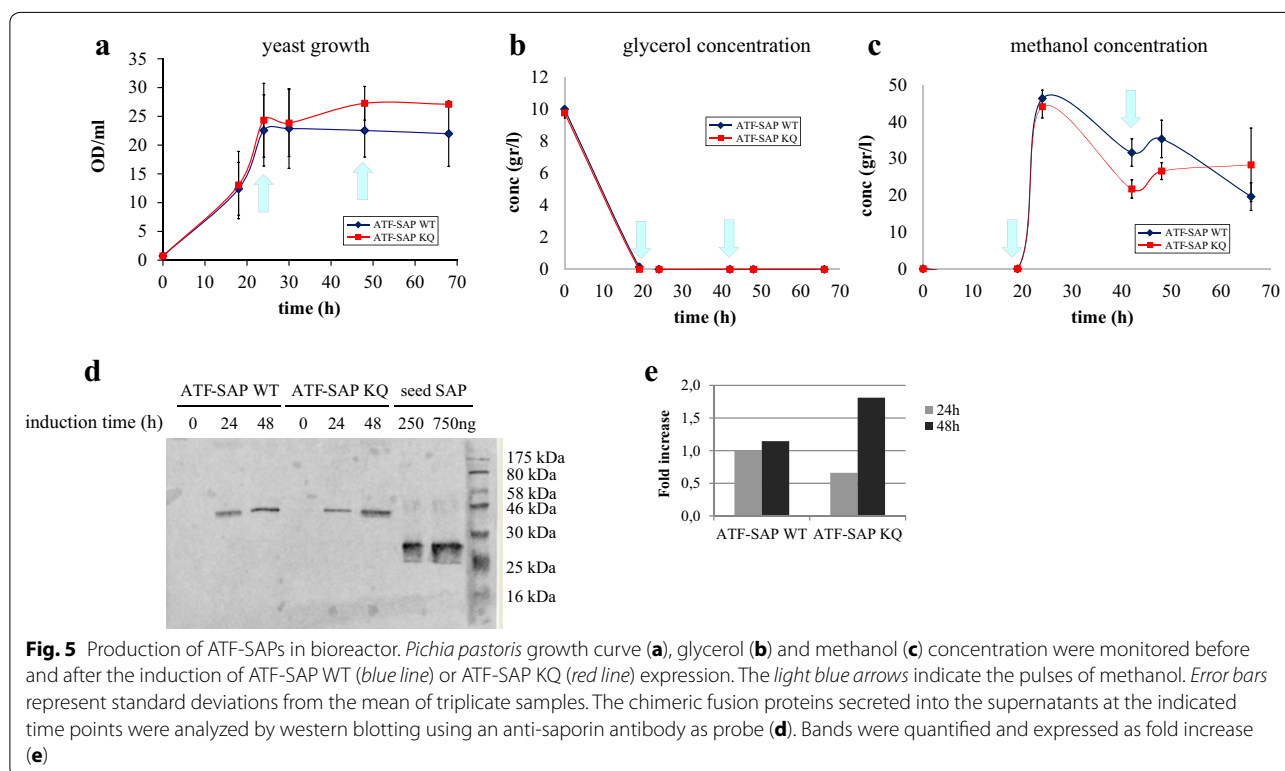 a yeast growth
35
30
25
20
15
10
5
0
OD/ml
ATF-SAP WT
ATF-SAP KQ
0 10 20 30 40 50 60 70
time (h)
b glycerol concentration
12
10
8
6
4
2
0
conc (gr/l)
ATF-SAP WT
ATF-SAP KQ
0 10 20 30 40 50 60 70
time (h)
c methanol concentration
50
40
30
20
10
0
conc (gr/l)
ATF-SAP WT
ATF-SAP KQ
0 10 20 30 40 50 60 70
time (h)
d
ATF-SAP WT ATF-SAP KQ seed SAP
induction time (h) 0 24 48 0 24 48 250 750ng
175 kDa
80 kDa
58 kDa
46 kDa
30 kDa
25 kDa
16 kDa
e
2,0
1,5
1,0
0,5
0,0
Fold increase
ATF-SAP WT ATF-SAP KQ
24h
48h
Fig. 5 Production of ATF-SAPs in bioreactor. Pichia pastoris growth curve (a), glycerol (b) and methanol (c) concentration were monitored before
and after the induction of ATF-SAP WT (blue line) or ATF-SAP KQ (red line) expression. The light blue arrows indicate the pulses of methanol. Error bars
represent standard deviations from the mean of triplicate samples. The chimeric fusion proteins secreted into the supernatants at the indicated
time points were analyzed by western blotting using an anti-saporin antibody as probe (d). Bands were quantified and expressed as fold increase
(e)